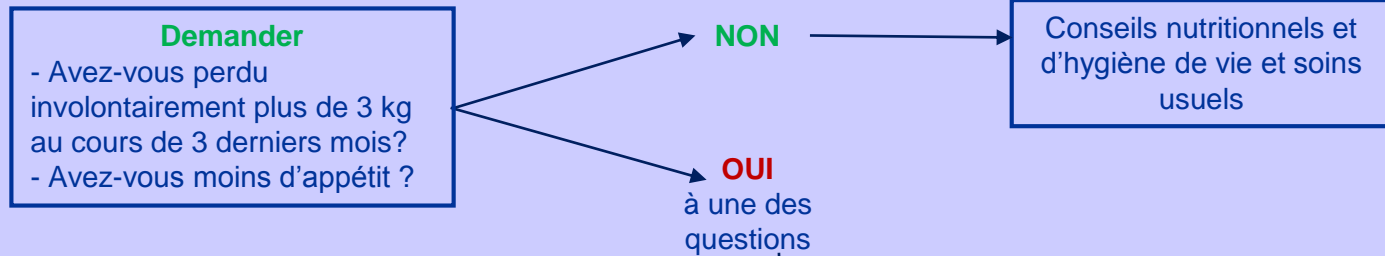 Demander
- Avez-vous perdu
involontairement plus de 3 kg
au cours de 3 derniers mois?
- Avez-vous moins d'appétit ?
NON
Conseils nutritionnels et
d'hygiène de vie et soins
usuels
OUI
à une des
questions